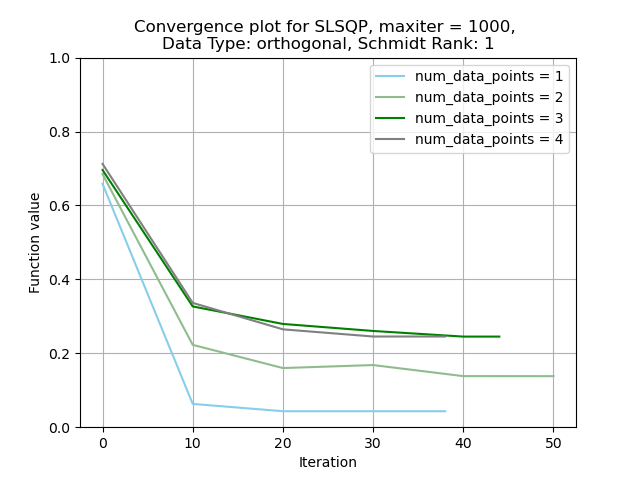 Convergence plot for SLSQP, maxiter = 1000,
Data Type: orthogonal, Schmidt Rank: 1
num_data_points = 1
num_data_points = 2
num_data_points = 3
num_data_points = 4
Function value
1.0
0.8
0.6
0.4
0.2
0.0
0 10 20 30 40 50
Iteration